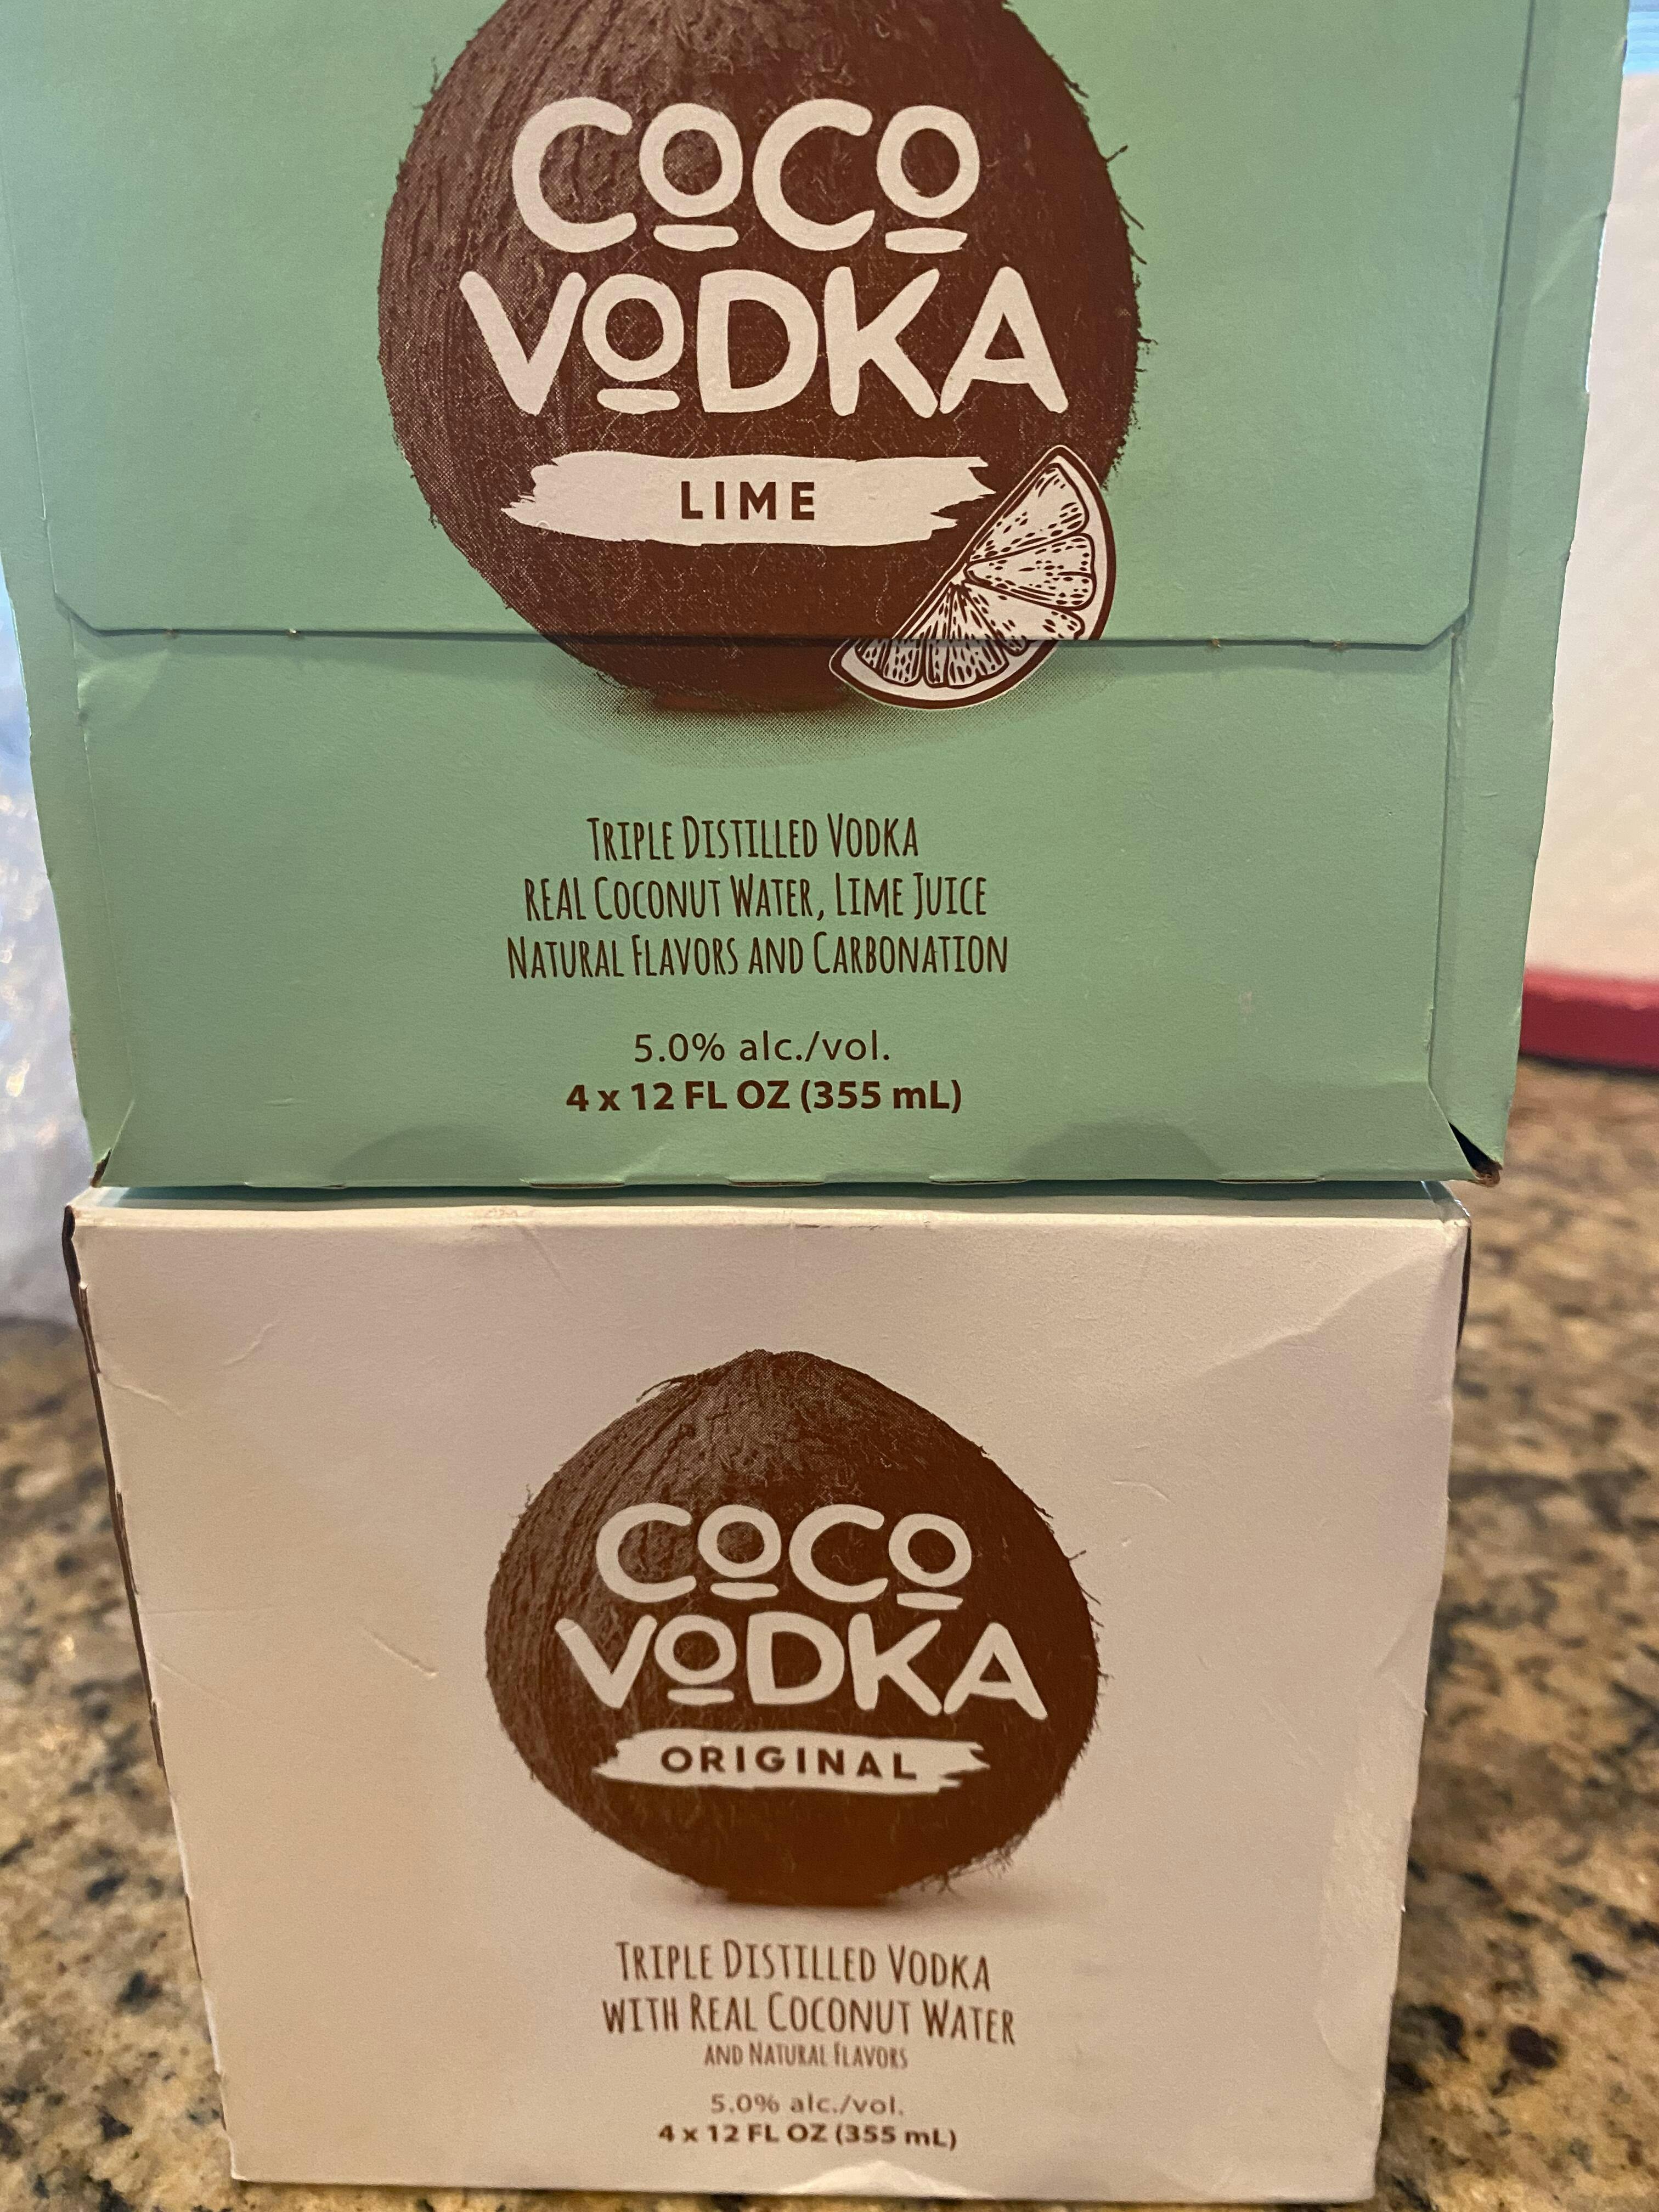 COCO
VODKA
LIME
TRIPLE DISTILLED VODKA
REAL COCONUT WATER, LIME JUICE
NATURAL FLAVORS AND CARBONATION
5.0% alc./vol.
4 x 12 FL OZ (355 mL)
COCO
VODKA
ORIGINAL
TRIPLE DISTILLED VODKA
WITH REAL COCONUT WATER
AND NATURAL FLAVORS
5.0% alc./vol.
4 x 12 FL OZ (355 mL)